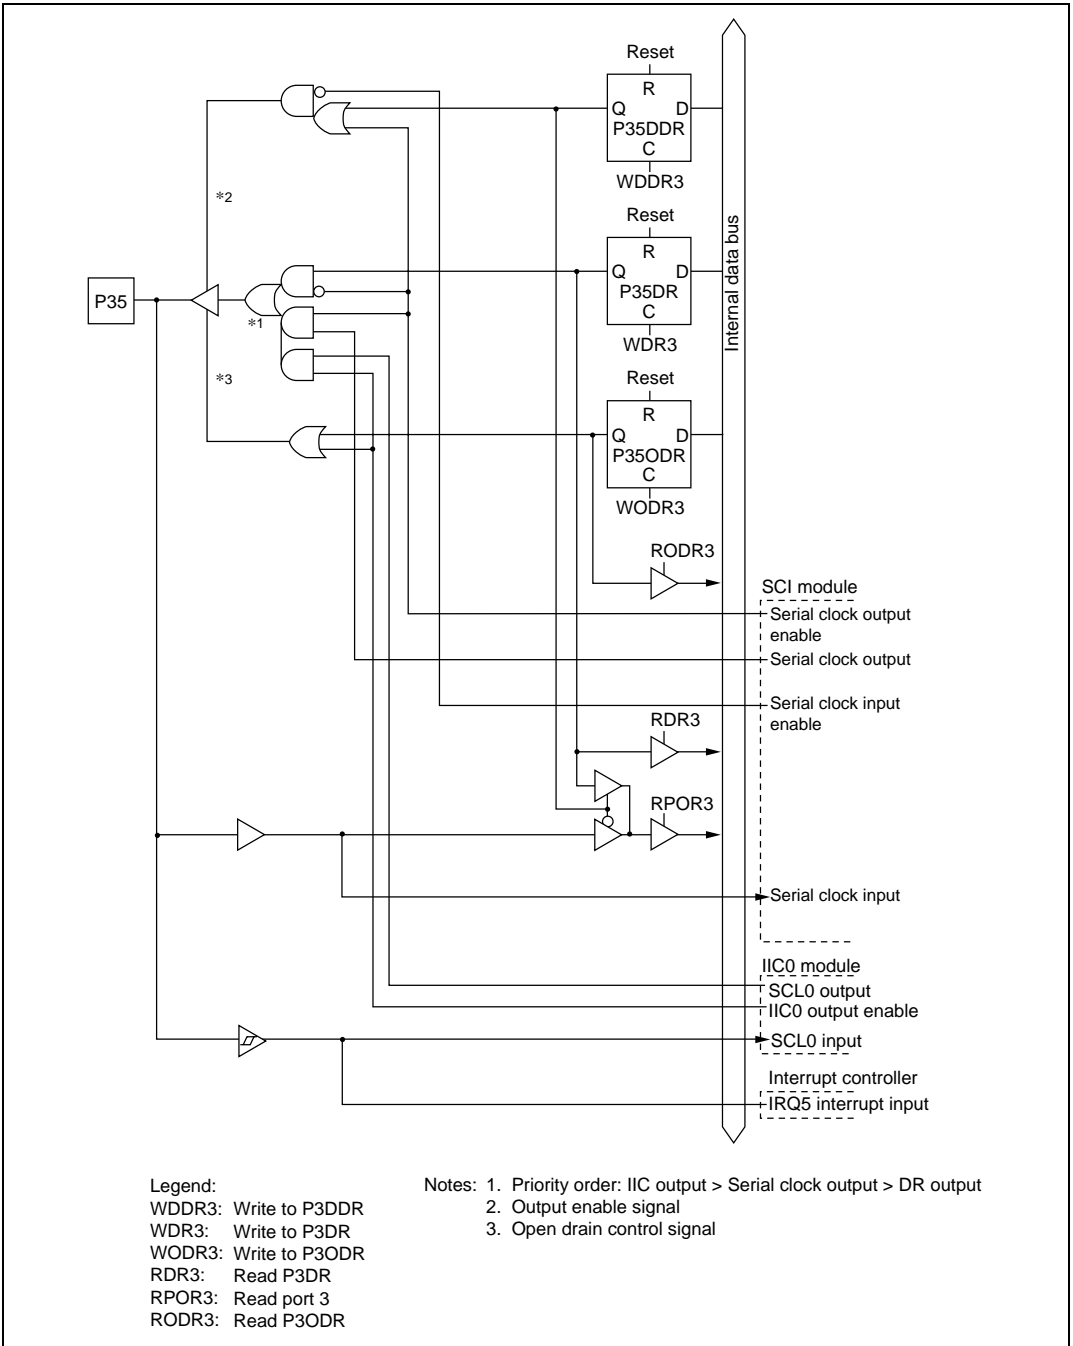 Reset
R
Q D
P35DDR
C
WDDR3
*2
Reset
R
Q D
P35DR
C
WDR3
Internal data bus
P35
*1
*3
Reset
R
Q D
P35ODR
C
WODR3
RODR3
SCI module
Serial clock output
enable
Serial clock output
Serial clock input
enable
RDR3
RPOR3
Serial clock input
IIC0 module
SCL0 output
IIC0 output enable
SCL0 input
Interrupt controller
IRQ5 interrupt input
Legend:
WDDR3: Write to P3DDR
WDR3: Write to P3DR
WODR3: Write to P3ODR
RDR3: Read P3DR
RPOR3: Read port 3
RODR3: Read P3ODR
Notes: 1. Priority order: IIC output > Serial clock output > DR output
2. Output enable signal
3. Open drain control signal